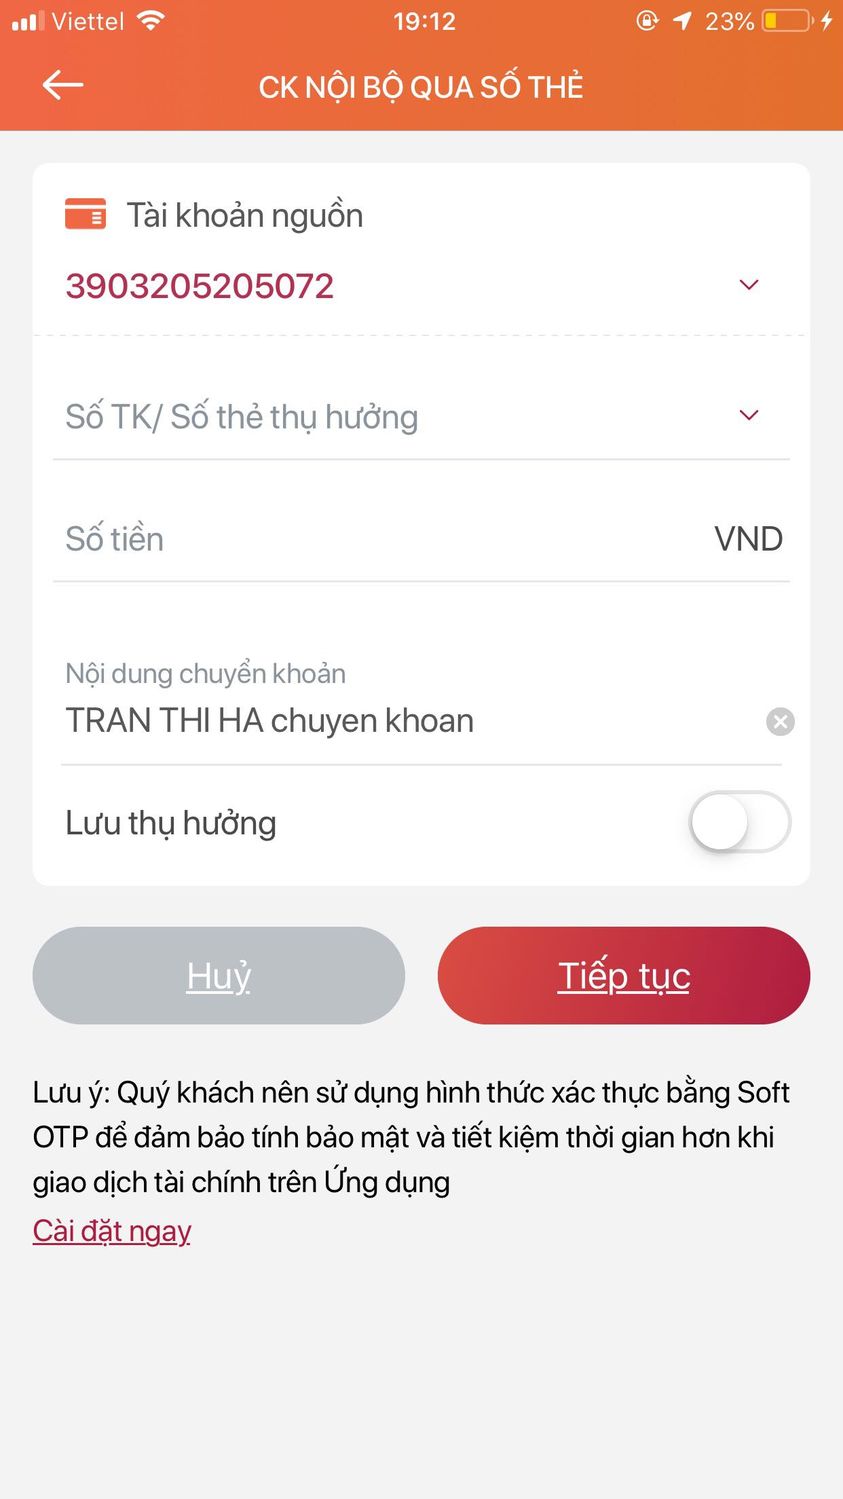 Viettel 19:12 23%
CK NỘI BỘ QUA SỐ THẺ
Tài khoản nguồn
3903205205072
Số TK/ Số thẻ thụ hưởng
Số tiền VND
Nội dung chuyển khoản
TRAN THI HA chuyen khoan
Lưu thụ hưởng
Huỷ Tiếp tục
Lưu ý: Quý khách nên sử dụng hình thức xác thực bằng Soft
OTP để đảm bảo tính bảo mật và tiết kiệm thời gian hơn khi
giao dịch tài chính trên Ứng dụng
Cài đặt ngay